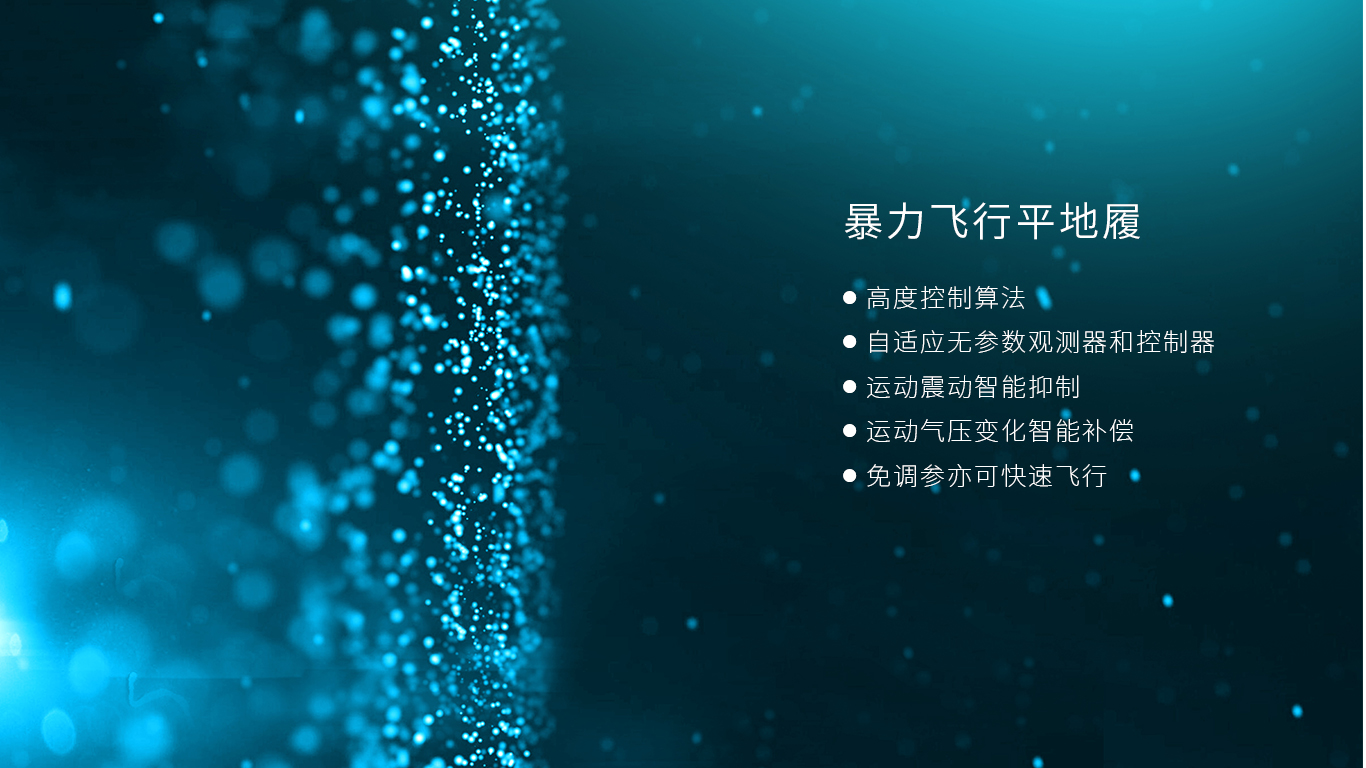 暴力飞行平地履
● 高度控制算法
● 自适应无参数观测器和控制器
● 运动震动智能抑制
● 运动气压变化智能补偿
● 免调参亦可快速飞行